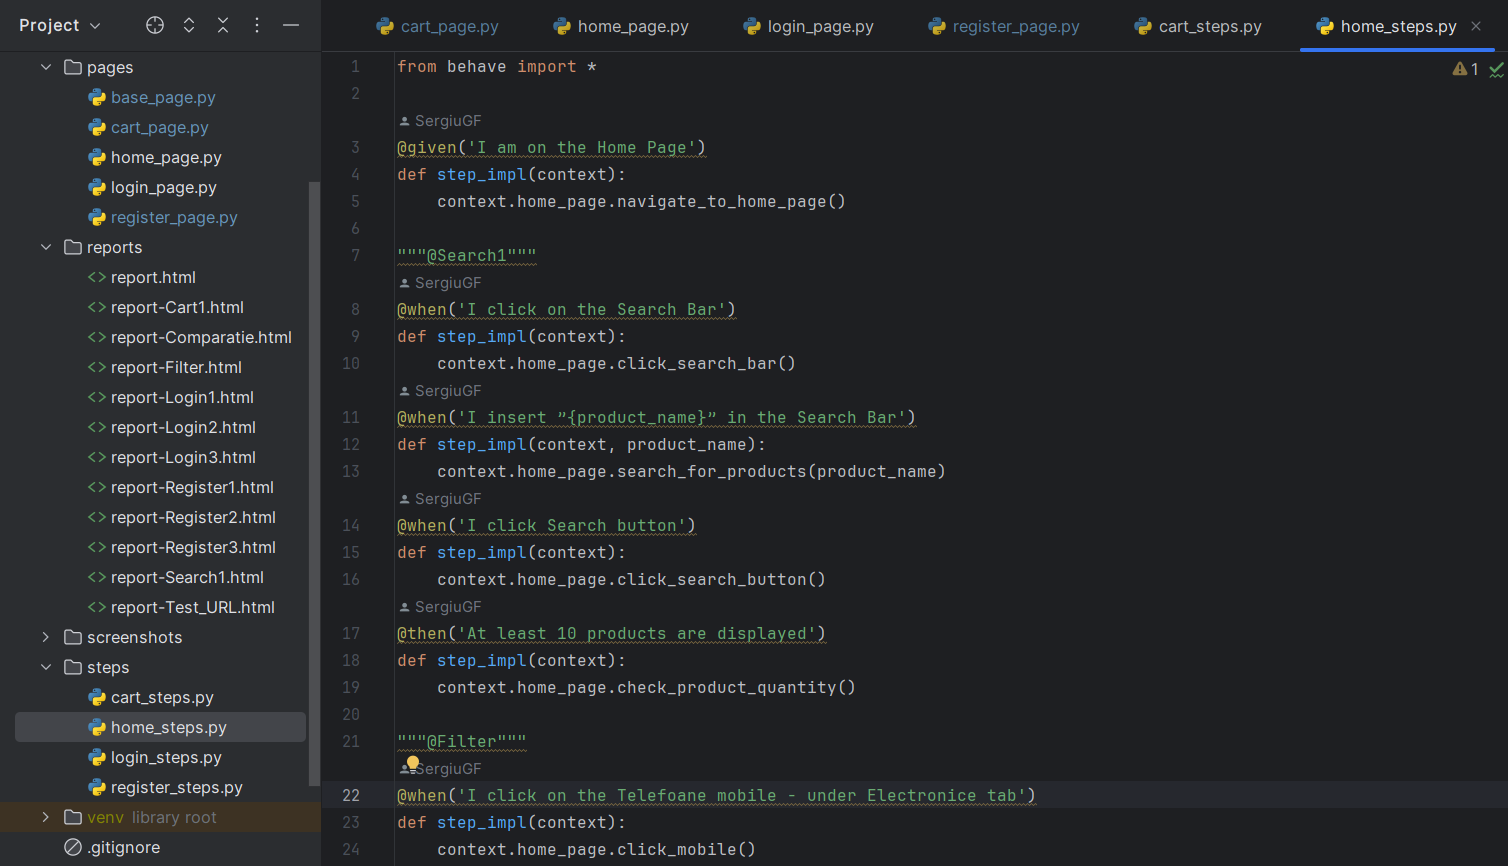 Project
cart_page.py
home_page.py
login_page.py
register_page.py
cart_steps.py
home_steps.py
pages
base_page.py
cart_page.py
home_page.py
login_page.py
register_page.py
reports
report.html
report-Cart1.html
report-Comparatie.html
report-Filter.html
report-Login1.html
report-Login2.html
report-Login3.html
report-Register1.html
report-Register2.html
report-Register3.html
report-Search1.html
report-Test_URL.html
screenshots
steps
cart_steps.py
home_steps.py
login_steps.py
register_steps.py
venv library root
.gitignore
1
1 from behave import *
2
SergiuGF
3 @given('I am on the Home Page')
4 def step_impl(context):
5     context.home_page.navigate_to_home_page()
6
7 """@Search1"""
SergiuGF
8 @when('I click on the Search Bar')
9 def step_impl(context):
10     context.home_page.click_search_bar()
SergiuGF
11 @when('I insert ”{product_name}” in the Search Bar')
12 def step_impl(context, product_name):
13     context.home_page.search_for_products(product_name)
SergiuGF
14 @when('I click Search button')
15 def step_impl(context):
16     context.home_page.click_search_button()
SergiuGF
17 @then('At least 10 products are displayed')
18 def step_impl(context):
19     context.home_page.check_product_quantity()
20
21 """@Filter"""
SergiuGF
22 @when('I click on the Telefoane mobile - under Electronice tab')
23 def step_impl(context):
24     context.home_page.click_mobile()